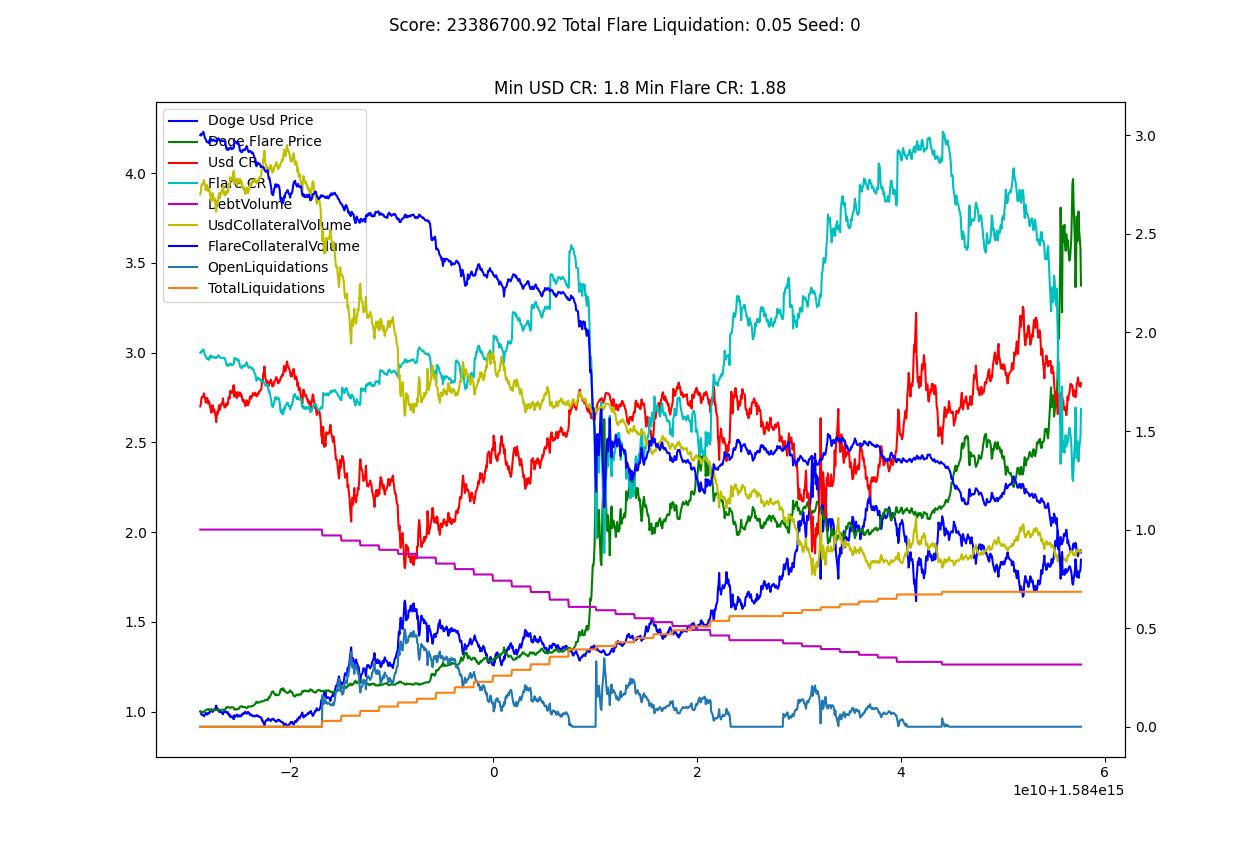 Score: 23386700.92 Total Flare Liquidation: 0.05 Seed: 0
Min USD CR: 1.8 Min Flare CR: 1.88
Doge Usd Price
Doge Flare Price
Usd CR
Flare CR
DebtVolume
UsdCollateralVolume
FlareCollateralVolume
OpenLiquidations
TotalLiquidations
4.0
3.5
3.0
2.5
2.0
1.5
1.0
3.0
2.5
2.0
1.5
1.0
0.5
0.0
−2 0 2 4 6
1e10+1.584e15